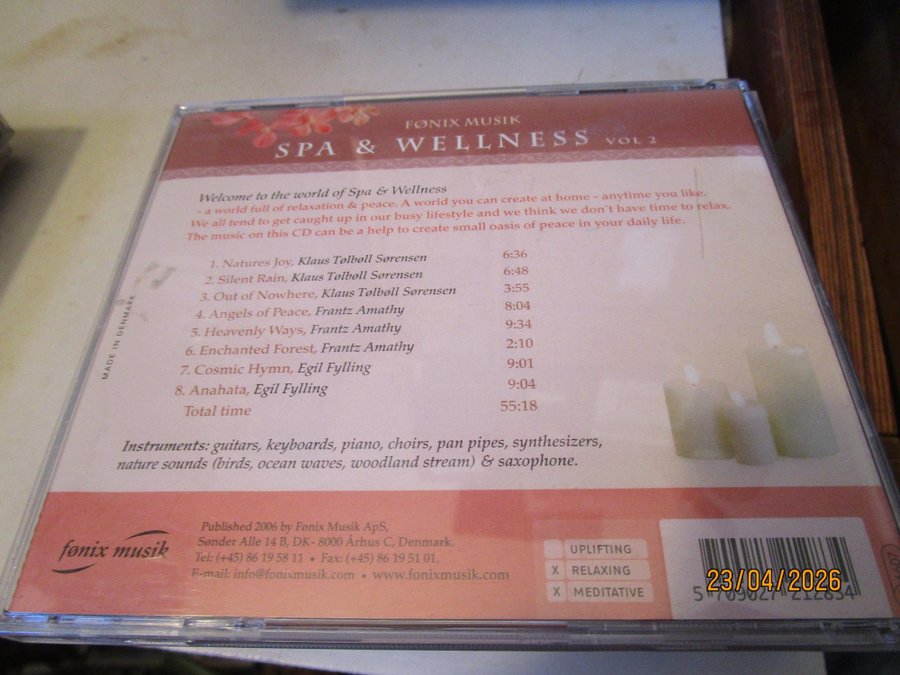 FØNIX MUSIK
SPA & WELLNESS VOL 2
Welcome to the world of Spa & Wellness
- a world full of relaxation & peace. A world you can create at home - anytime you like.
We all tend to get caught up in our busy lifestyle and we think we don´t have time to relax.
The music on this CD can be a help to create small oasis of peace in your daily life.
1. Natures Joy, Klaus Tølbøll Sørensen 6:36
2. Silent Rain, Klaus Tølbøll Sørensen 6:48
3. Out of Nowhere, Klaus Tølbøll Sørensen 3:55
4. Angels of Peace, Frantz Amathy 8:04
5. Heavenly Ways, Frantz Amathy 9:34
6. Enchanted Forest, Frantz Amathy 2:10
7. Cosmic Hymn, Egil Fylling 9:01
8. Anahata, Egil Fylling 9:04
Total time 55:18
MADE IN DENMARK
Instruments: guitars, keyboards, piano, choirs, pan pipes, synthesizers,
nature sounds (birds, ocean waves, woodland stream) & saxophone.
fønix musik
Published 2006 by Fønix Musik ApS,
Sønder Alle 14 B, DK- 8000 Århus C, Denmark.
Tel: (+45) 86 19 58 11 • Fax: (+45) 86 19 51 01.
E-mail: info@fonixmusik.com • www.fonixmusik.com
UPLIFTING
X RELAXING
X MEDITATIVE
23/04/2026